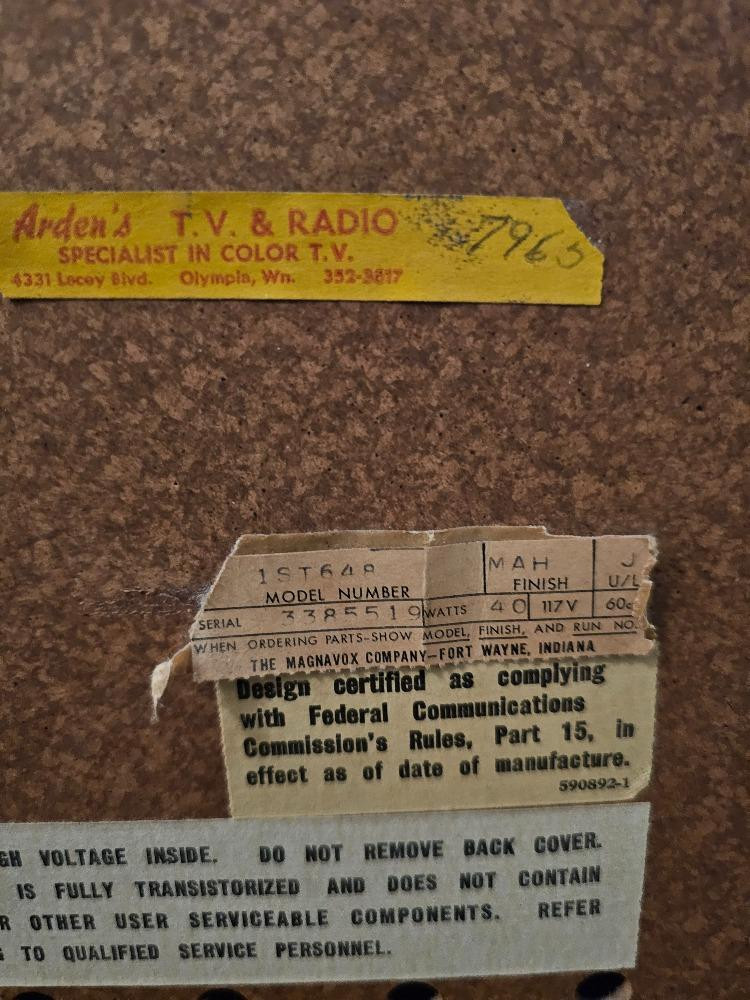 Arden's T.V. & RADIO
SPECIALIST IN COLOR T.V.
4331 Lacey Blvd. Olympia, Wn. 352-3617
7965
1ST648 MAH J
MODEL NUMBER FINISH U/L
SERIAL 3385519 WATTS 40 117V 60c
WHEN ORDERING PARTS-SHOW MODEL, FINISH, AND RUN NO.
THE MAGNAVOX COMPANY-FORT WAYNE, INDIANA
Design certified as complying
with Federal Communications
Commission's Rules, Part 15, in
effect as of date of manufacture.
590892-1
GH VOLTAGE INSIDE. DO NOT REMOVE BACK COVER.
IS FULLY TRANSISTORIZED AND DOES NOT CONTAIN
R OTHER USER SERVICEABLE COMPONENTS. REFER
TO QUALIFIED SERVICE PERSONNEL.